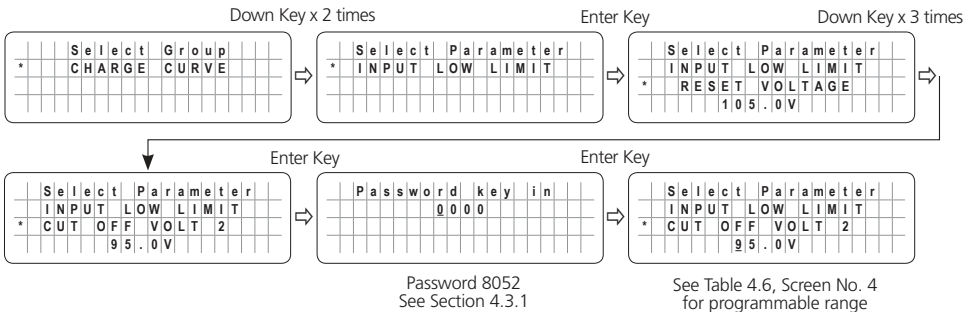 Down Key x 2 times
Enter Key
Down Key x 3 times
Select Group
* CHARGE CURVE
Select Parameter
* INPUT LOW LIMIT
Select Parameter
INPUT LOW LIMIT
* RESET VOLTAGE
105.0V
Enter Key
Enter Key
Select Parameter
INPUT LOW LIMIT
* CUT OFF VOLT 2
95.0V
Password key in
0000
Select Parameter
INPUT LOW LIMIT
* CUT OFF VOLT 2
95.0V
Password 8052
See Section 4.3.1
See Table 4.6, Screen No. 4
for programmable range